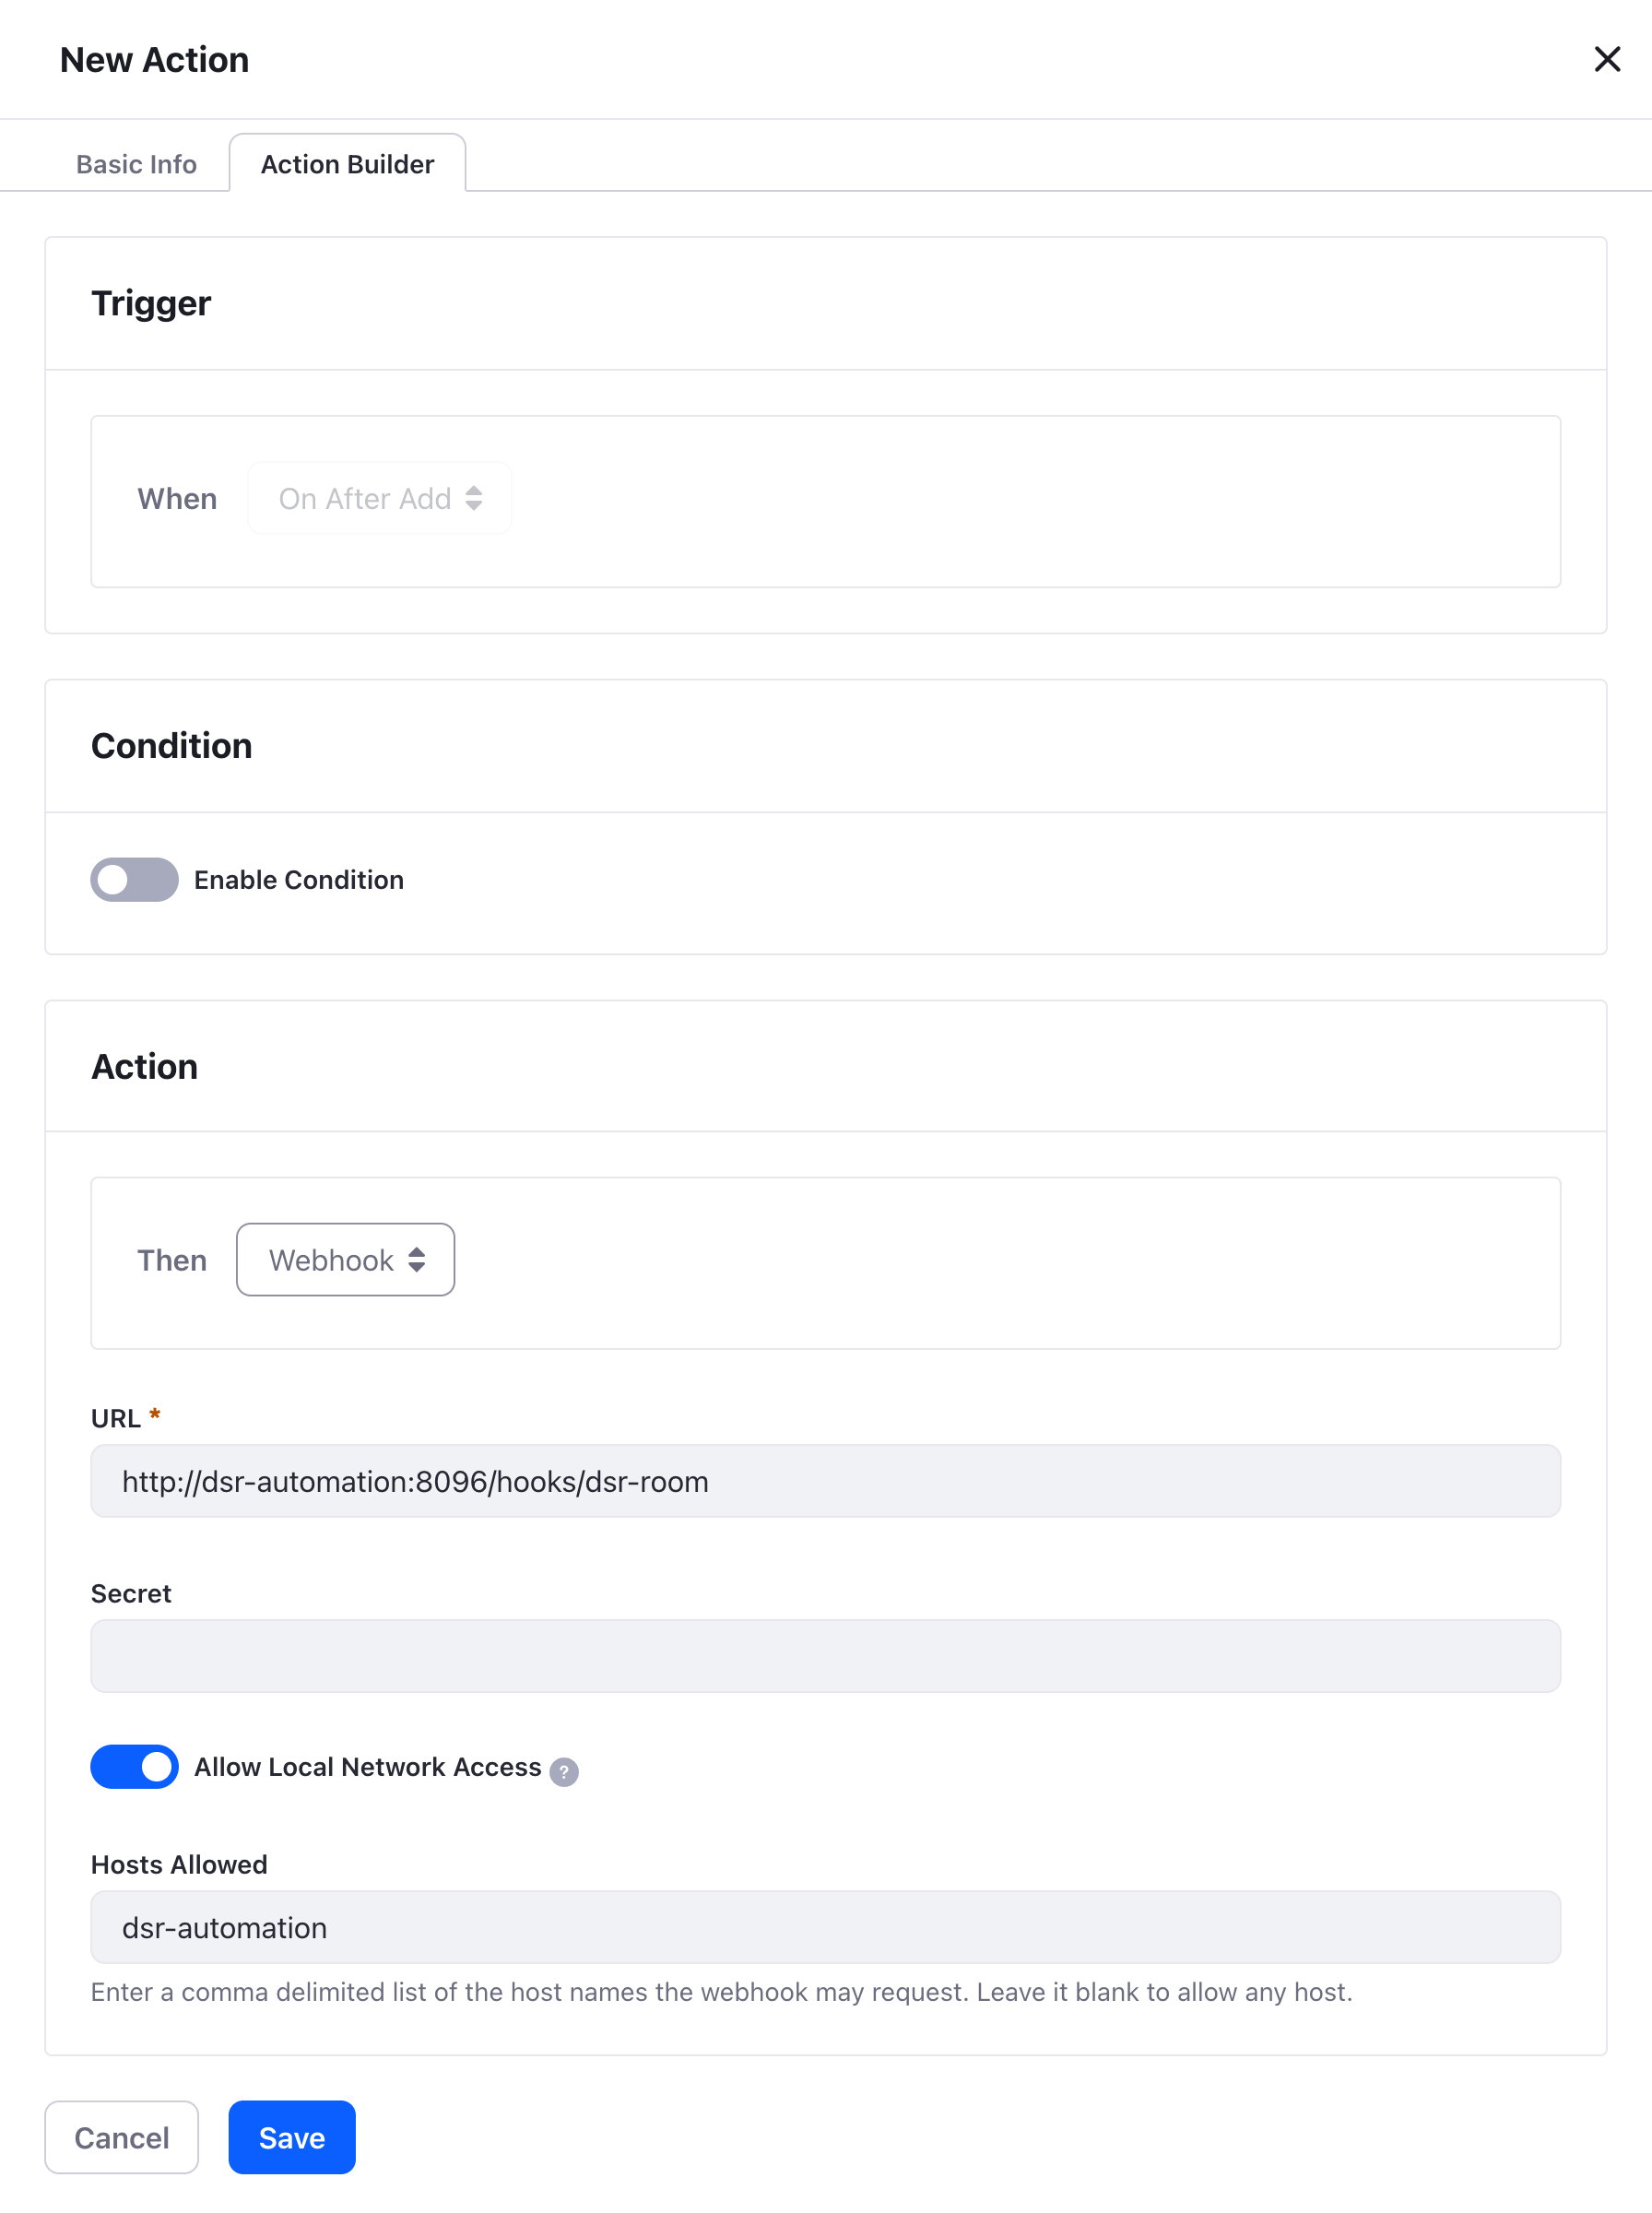 New Action
Basic Info
Action Builder
Trigger
When
On After Add
Condition
Enable Condition
Action
Then
Webhook
URL *
http://dsr-automation:8096/hooks/dsr-room
Secret
Allow Local Network Access ?
Hosts Allowed
dsr-automation
Enter a comma delimited list of the host names the webhook may request. Leave it blank to allow any host.
Cancel
Save